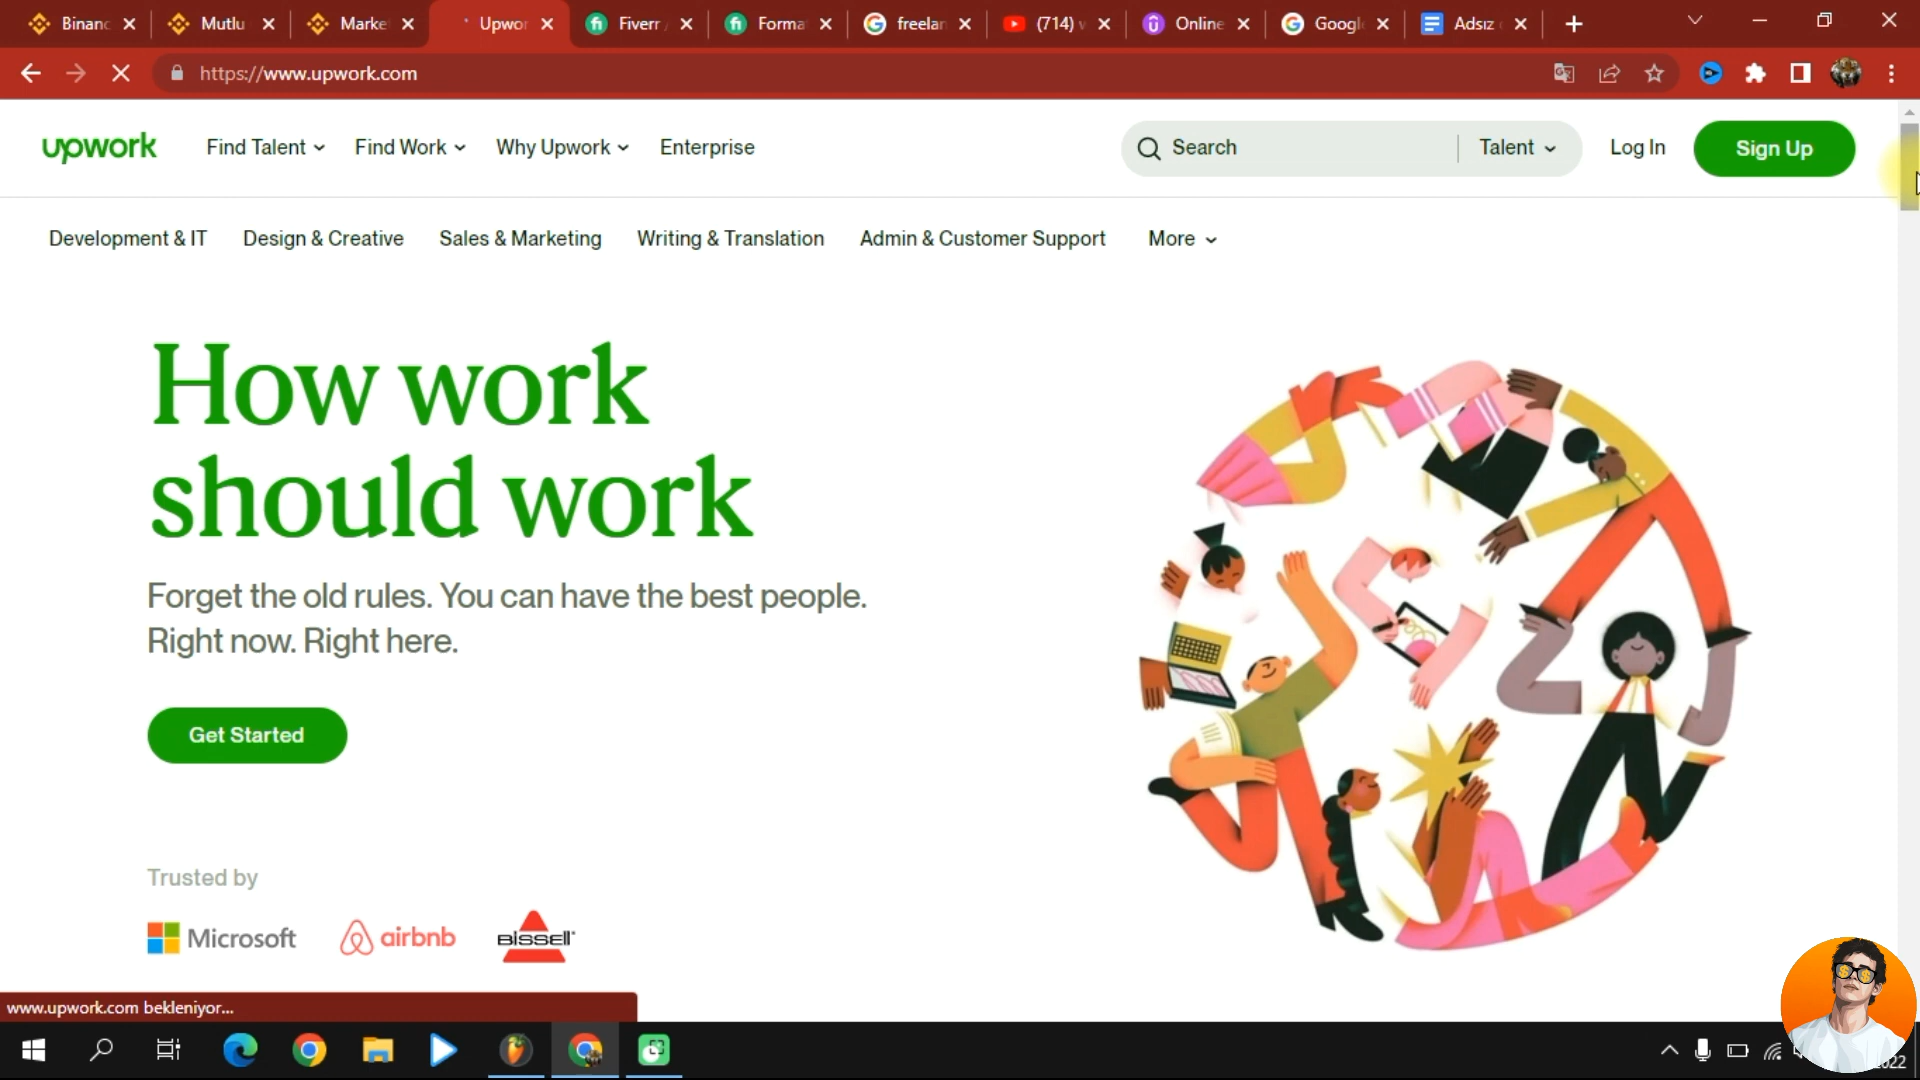 Binanc
Mutlu
Marke
Upwor
Fiverr
Forma
freelan
(714)
Online
Googl
Adsız
https://www.upwork.com
upwork
Find Talent
Find Work
Why Upwork
Enterprise
Search
Talent
Log In
Sign Up
Development & IT
Design & Creative
Sales & Marketing
Writing & Translation
Admin & Customer Support
More
How work
should work
Forget the old rules. You can have the best people.
Right now. Right here.
Get Started
Trusted by
Microsoft
airbnb
BISSELL
www.upwork.com bekleniyor...